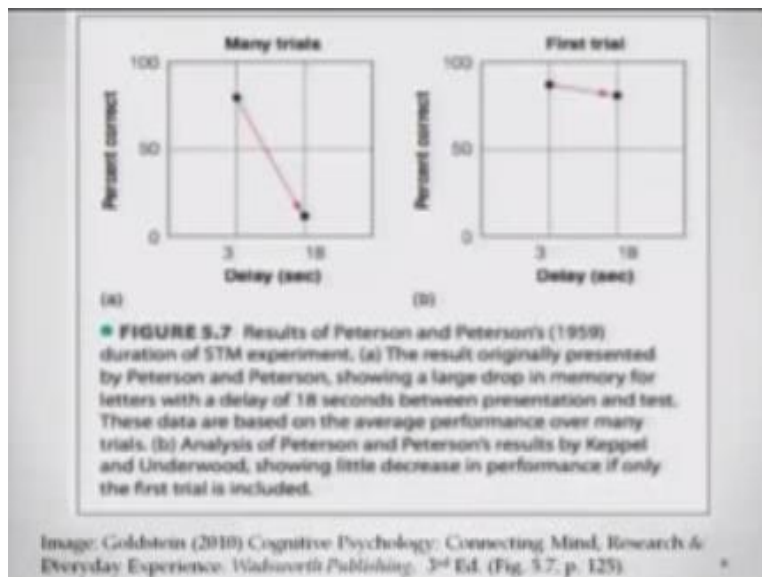 Many trials
100
50
0
Percent correct
3 18
Delay (sec)
(a)
First trial
100
50
0
Percent correct
3 18
Delay (sec)
(b)
• FIGURE 5.7 Results of Peterson and Peterson's (1959)
duration of STM experiment. (a) The result originally presented
by Peterson and Peterson, showing a large drop in memory for
letters with a delay of 18 seconds between presentation and test.
These data are based on the average performance over many
trials. (b) Analysis of Peterson and Peterson's results by Keppel
and Underwood, showing little decrease in performance if only
the first trial is included.
Image: Goldstein (2010) Cognitive Psychology: Connecting Mind, Research &
Everyday Experience. Wadsworth Publishing. 3rd Ed. (Fig. 5.7, p. 125)